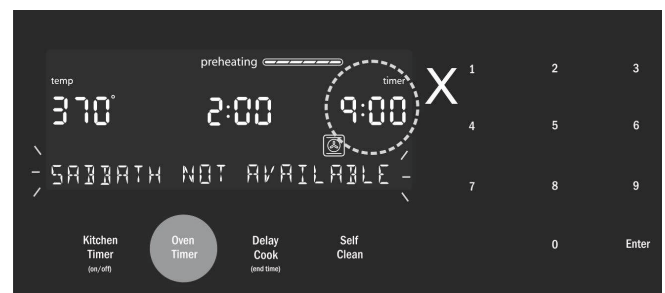 preheating
temp
timer
370° 2:00 9:00
X
SABBATH NOT AVAILABLE
Kitchen Timer (on/off)
Oven Timer
Delay Cook (end time)
Self Clean
1 2 3
4 5 6
7 8 9
0 Enter